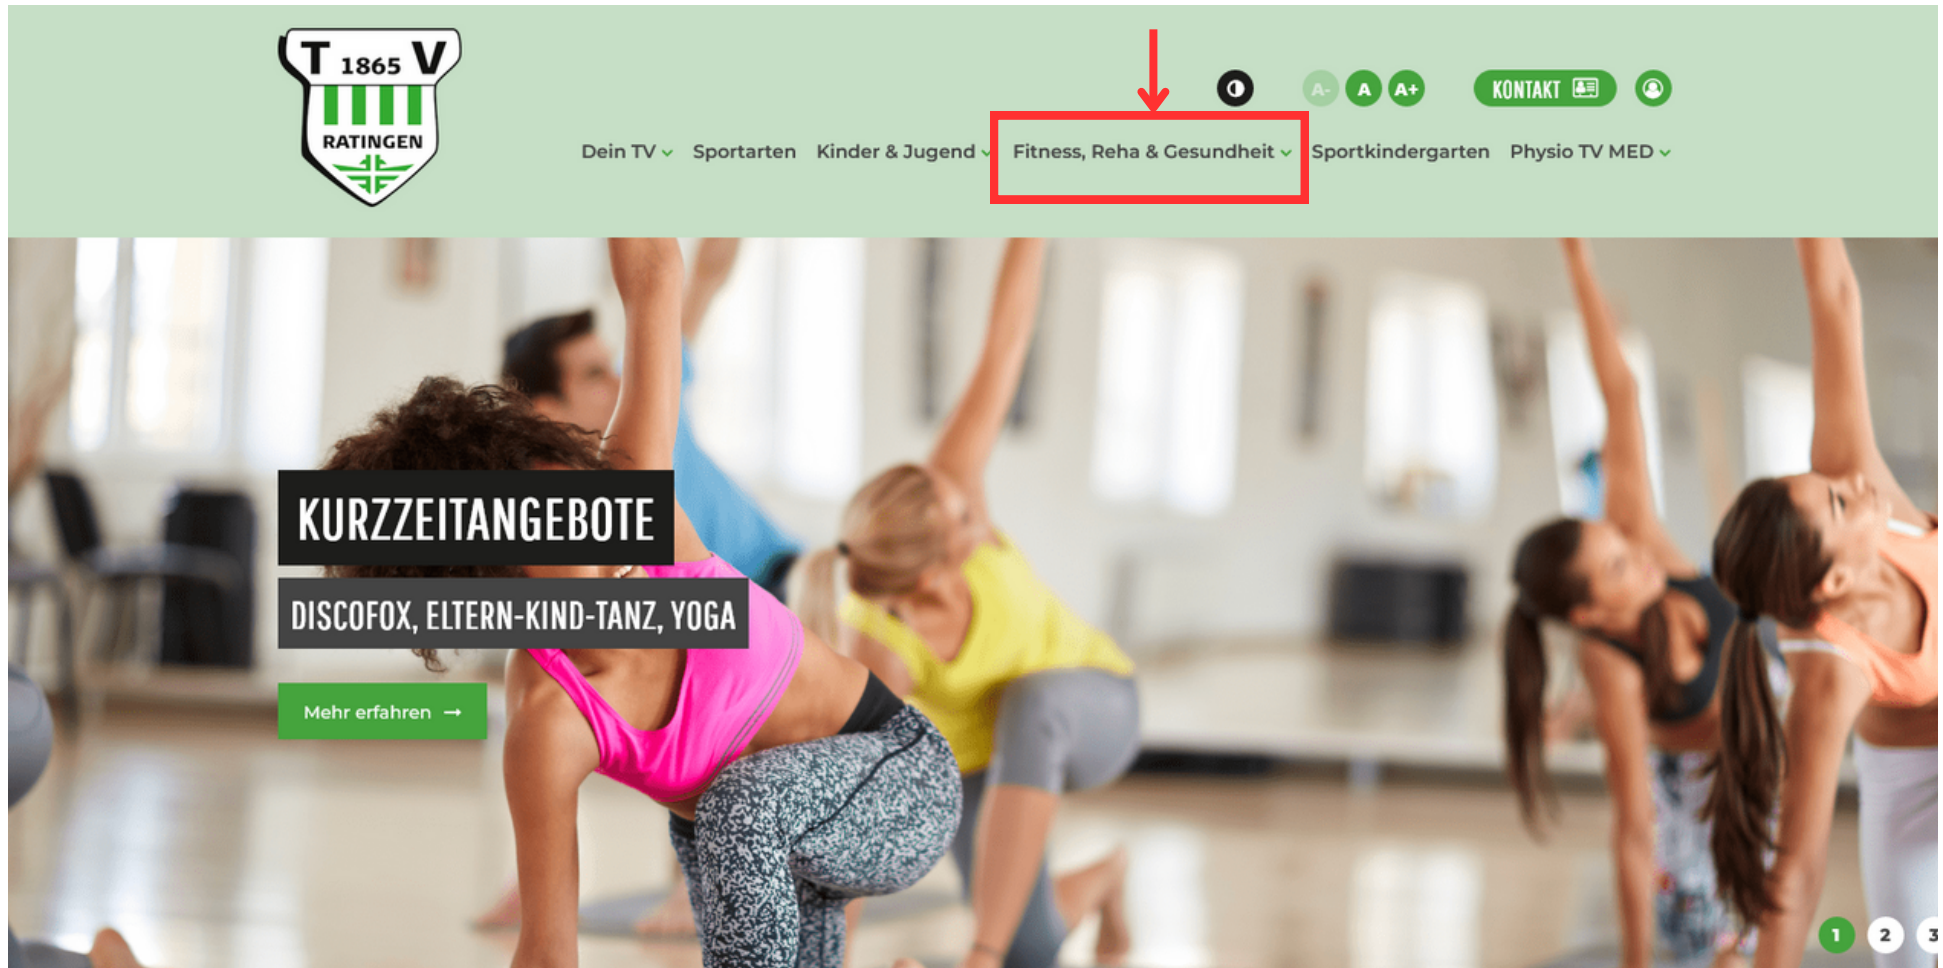 T 1865 V
RATINGEN
A- A A+
KONTAKT
Dein TV Sportarten Kinder & Jugend Fitness, Reha & Gesundheit Sportkindergarten Physio TV MED
KURZZEITANGEBOTE
DISCOFOX, ELTERN-KIND-TANZ, YOGA
Mehr erfahren →
1 2 3